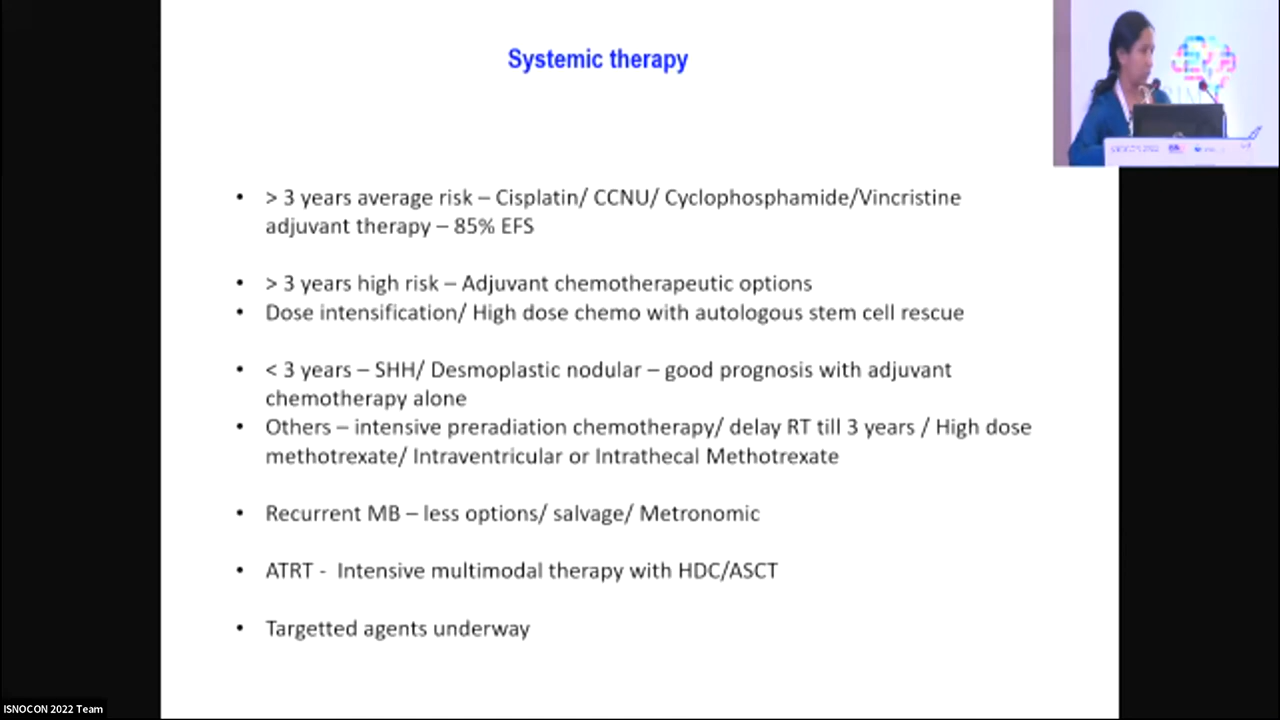 Systemic therapy
• > 3 years average risk – Cisplatin/ CCNU/ Cyclophosphamide/Vincristine
adjuvant therapy – 85% EFS
• > 3 years high risk – Adjuvant chemotherapeutic options
• Dose intensification/ High dose chemo with autologous stem cell rescue
• < 3 years – SHH/ Desmoplastic nodular – good prognosis with adjuvant
chemotherapy alone
• Others – intensive preradiation chemotherapy/ delay RT till 3 years / High dose
methotrexate/ Intraventricular or Intrathecal Methotrexate
• Recurrent MB – less options/ salvage/ Metronomic
• ATRT - Intensive multimodal therapy with HDC/ASCT
• Targetted agents underway
ISNOCON 2022
ISNOCON 2022 Team